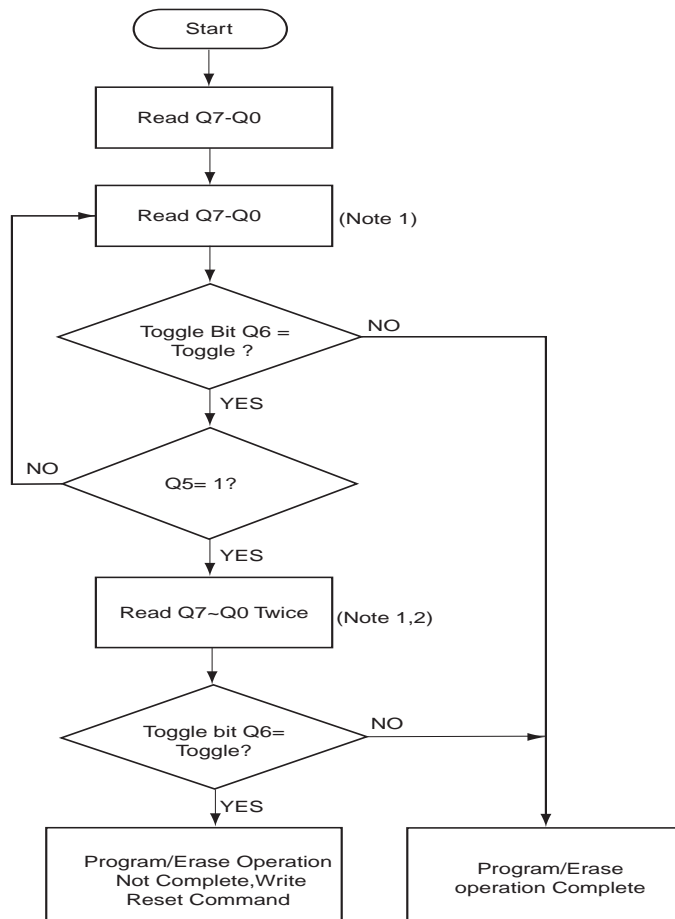 Start
Read Q7-Q0
Read Q7-Q0
(Note 1)
Toggle Bit Q6 =
Toggle ?
NO
YES
NO
Q5= 1?
YES
Read Q7~Q0 Twice
(Note 1,2)
Toggle bit Q6=
Toggle?
NO
YES
Program/Erase Operation
Not Complete,Write
Reset Command
Program/Erase
operation Complete